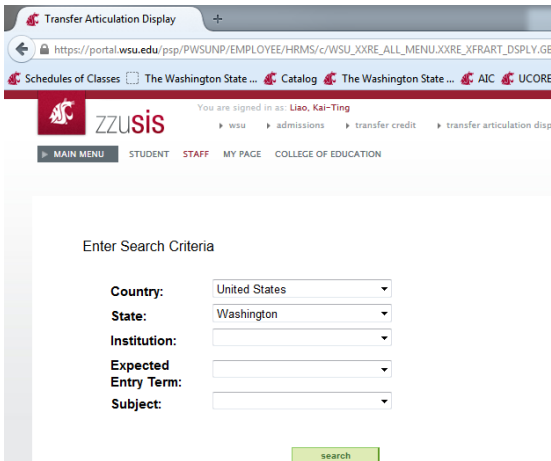 Transfer Articulation Display
https://portal.wsu.edu/psp/PWSUNP/EMPLOYEE/HRMS/c/WSU_XXRE_ALL_MENU.XXRE_XFRART_DSPLY.GE
Schedules of Classes The Washington State ... Catalog The Washington State ... AIC UCORE
zzusis
You are signed in as: Liao, Kai-Ting
wsu admissions transfer credit transfer articulation disp
MAIN MENU STUDENT STAFF MY PAGE COLLEGE OF EDUCATION
Enter Search Criteria
Country: United States
State: Washington
Institution:
Expected
Entry Term:
Subject:
search